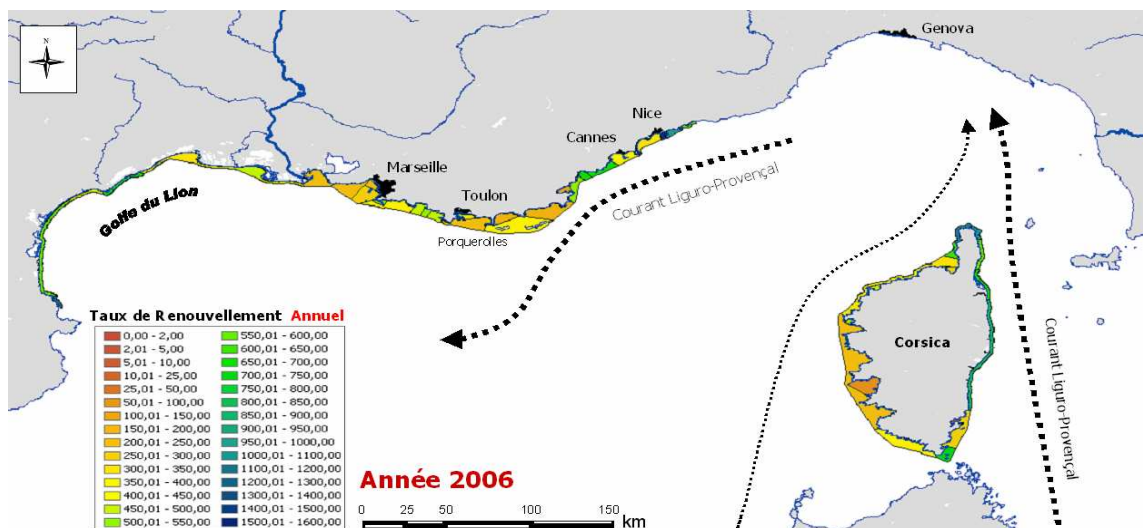 N
Genova
Nice
Cannes
Marseille
Toulon
Golfe du Lion
Porquerolles
Courant Liguro-Provençal
Corsica
Courant Liguro-Provençal
Taux de Renouvellement Annuel
0,00 - 2,00
2,01 - 5,00
5,01 - 10,00
10,01 - 25,00
25,01 - 50,00
50,01 - 100,00
100,01 - 150,00
150,01 - 200,00
200,01 - 250,00
250,01 - 300,00
300,01 - 350,00
350,01 - 400,00
400,01 - 450,00
450,01 - 500,00
500,01 - 550,00
550,01 - 600,00
600,01 - 650,00
650,01 - 700,00
700,01 - 750,00
750,01 - 800,00
800,01 - 850,00
850,01 - 900,00
900,01 - 950,00
950,01 - 1000,00
1000,01 - 1100,00
1100,01 - 1200,00
1200,01 - 1300,00
1300,01 - 1400,00
1400,01 - 1500,00
1500,01 - 1600,00
Année 2006
0 50 100 150
km